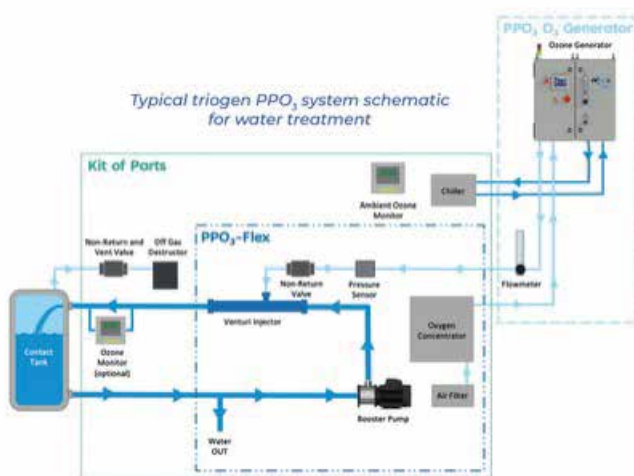 PPO₃ O₃ Generator
Ozone Generator
Typical triogen PPO₃ system schematic
for water treatment
Kit of Parts
Ambient Ozone
Monitor
Chiller
PPO₃-Flex
Non-Return and
Vent Valve
Off Gas
Destructor
Non-Return
Valve
Pressure
Sensor
Flowmeter
Venturi Injector
Oxygen
Concentrator
Contact
Tank
Ozone
Monitor
(optional)
Air Filter
Booster Pump
Water
OUT